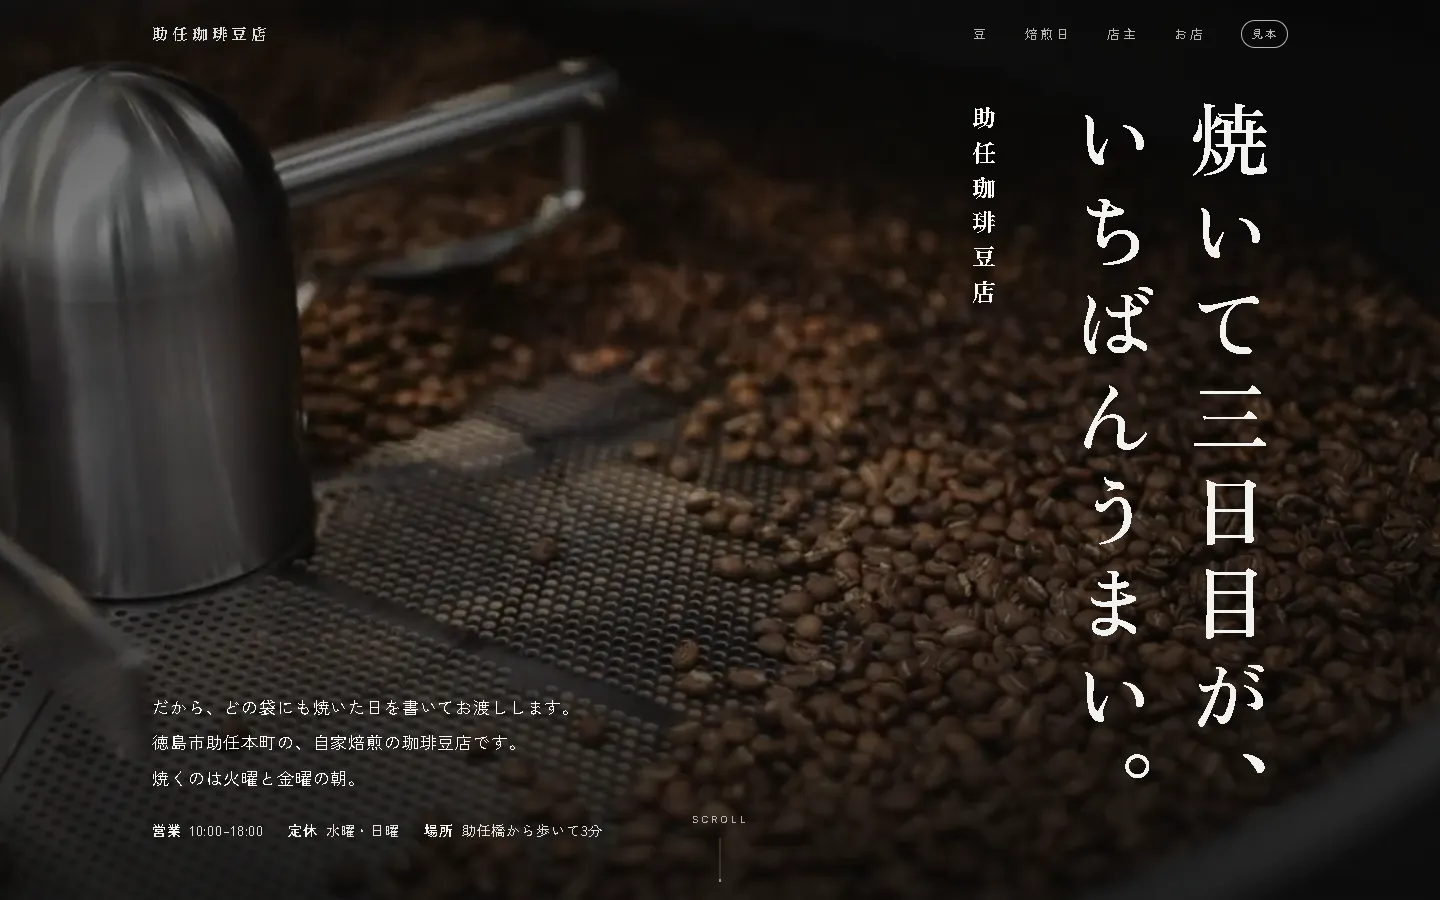 助任珈琲豆店
豆
焙煎日
店主
お店
見本
焼いて三日目が、
いちばんうまい。
助任珈琲豆店
だから、どの袋にも焼いた日を書いてお渡しします。
徳島市助任本町の、自家焙煎の珈琲豆店です。
焼くのは火曜と金曜の朝。
営業 10:00–18:00 定休 水曜・日曜 場所 助任橋から歩いて3分
SCROLL